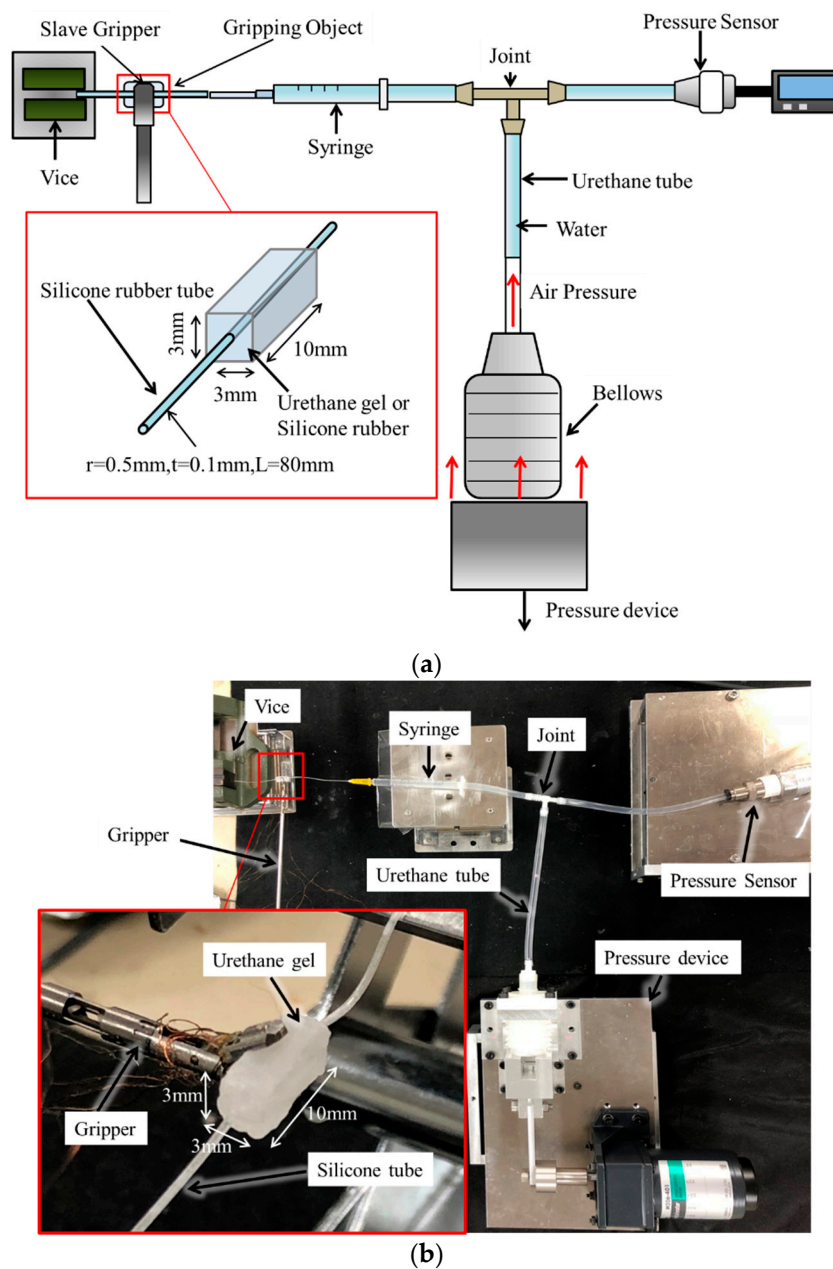 Slave Gripper
Gripping Object
Pressure Sensor
Joint
Vice
Syringe
Urethane tube
Water
Air Pressure
Silicone rubber tube
3mm
10mm
3mm
Urethane gel or
Silicone rubber
r=0.5mm,t=0.1mm,L=80mm
Bellows
Pressure device
(a)
Vice
Syringe
Joint
Gripper
Urethane tube
Pressure Sensor
Urethane gel
Pressure device
3mm
10mm
Gripper
3mm
Silicone tube
(b)